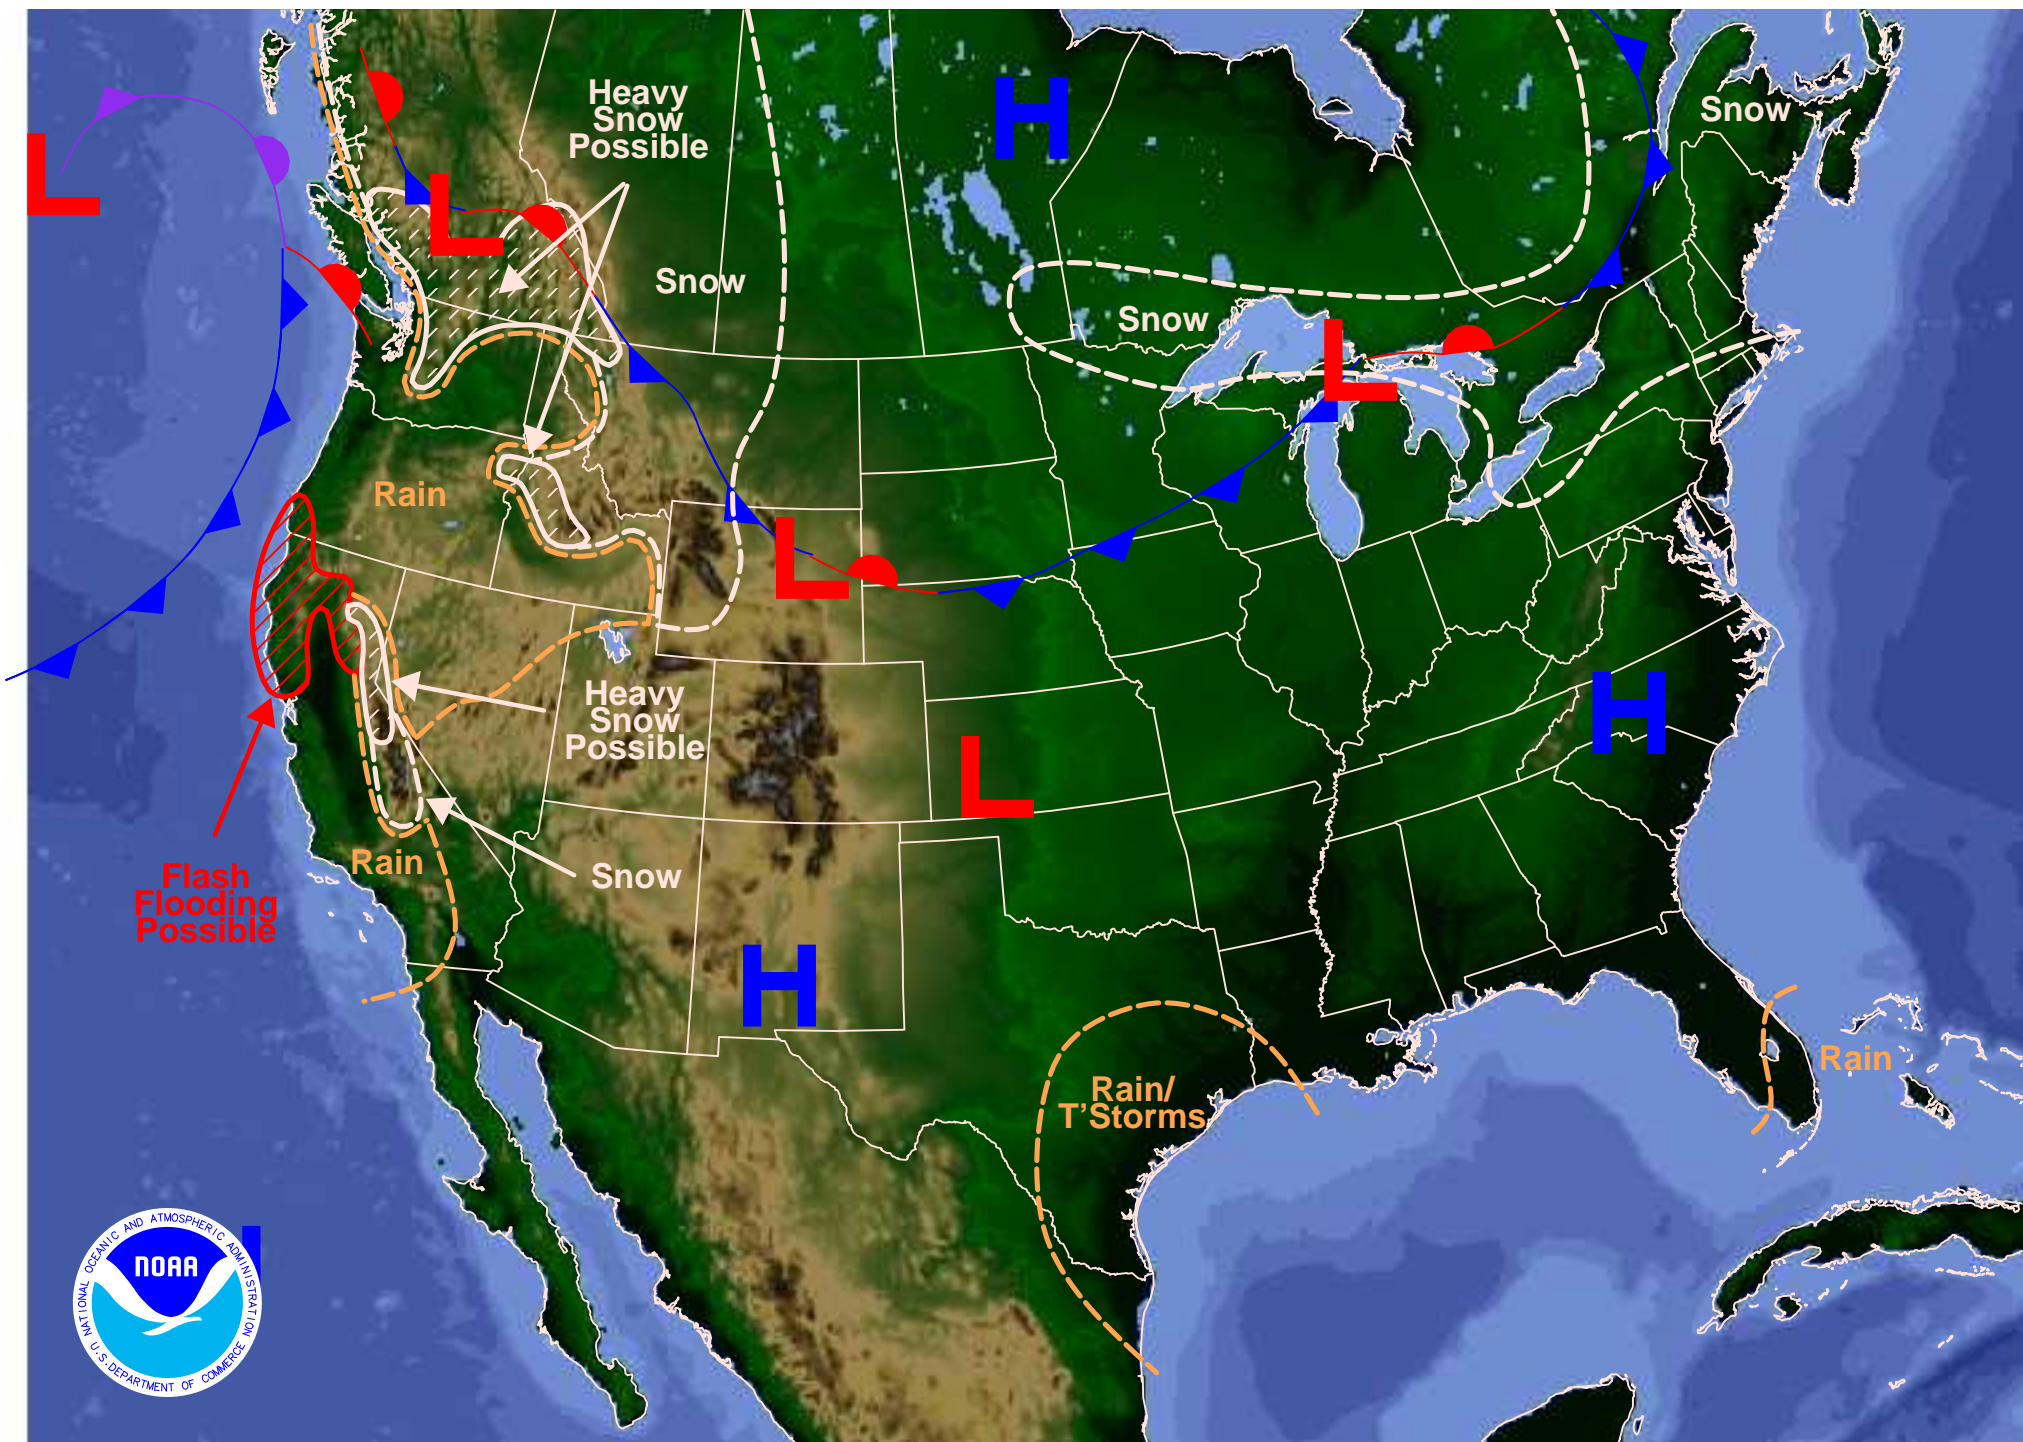 H
Heavy
Snow
Possible
Snow
L
L
Snow
Snow
L
Rain
L
H
Heavy
Snow
Possible
L
Snow
Rain
Flash
Flooding
Possible
H
Rain/
T'Storms
Rain
NATIONAL OCEANIC AND ATMOSPHERIC ADMINISTRATION
NOAA
U.S. DEPARTMENT OF COMMERCE